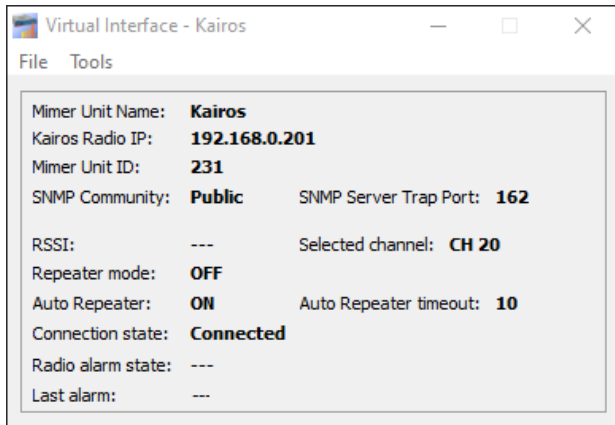 Virtual Interface - Kairos
File Tools
Mimer Unit Name: Kairos
Kairos Radio IP: 192.168.0.201
Mimer Unit ID: 231
SNMP Community: Public SNMP Server Trap Port: 162
RSSI: --- Selected channel: CH 20
Repeater mode: OFF
Auto Repeater: ON Auto Repeater timeout: 10
Connection state: Connected
Radio alarm state: ---
Last alarm: ---